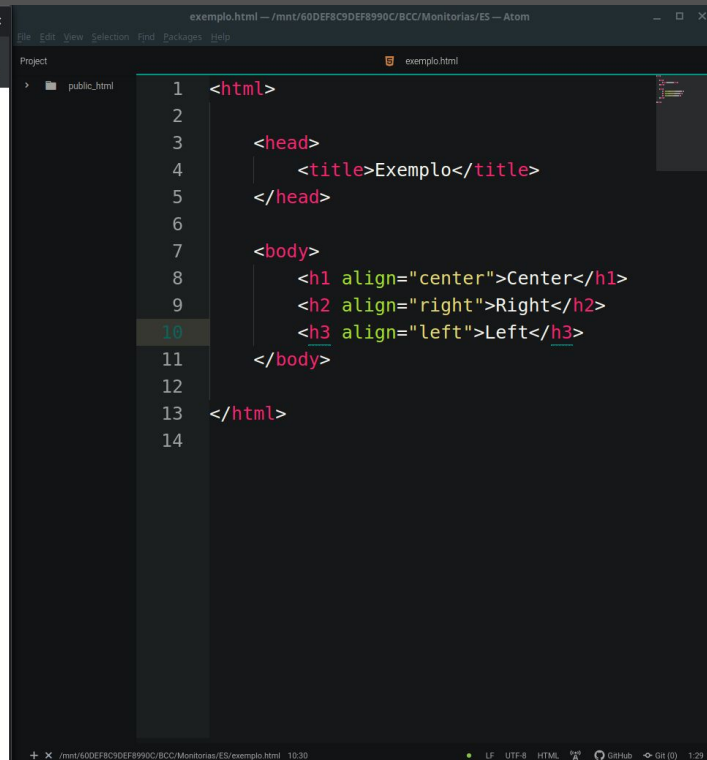 exemplo.html — /mnt/60DEF8C9DEF8990C/BCC/Monitorias/ES — Atom
File Edit View Selection Find Packages Help
Project
exemplo.html
public_html
1 <html>
2
3 <head>
4 <title>Exemplo</title>
5 </head>
6
7 <body>
8 <h1 align="center">Center</h1>
9 <h2 align="right">Right</h2>
10 <h3 align="left">Left</h3>
11 </body>
12
13 </html>
14
/mnt/60DEF8C9DEF8990C/BCC/Monitorias/ES/exemplo.html 10:30 LF UTF-8 HTML GitHub Git (0) 1:29